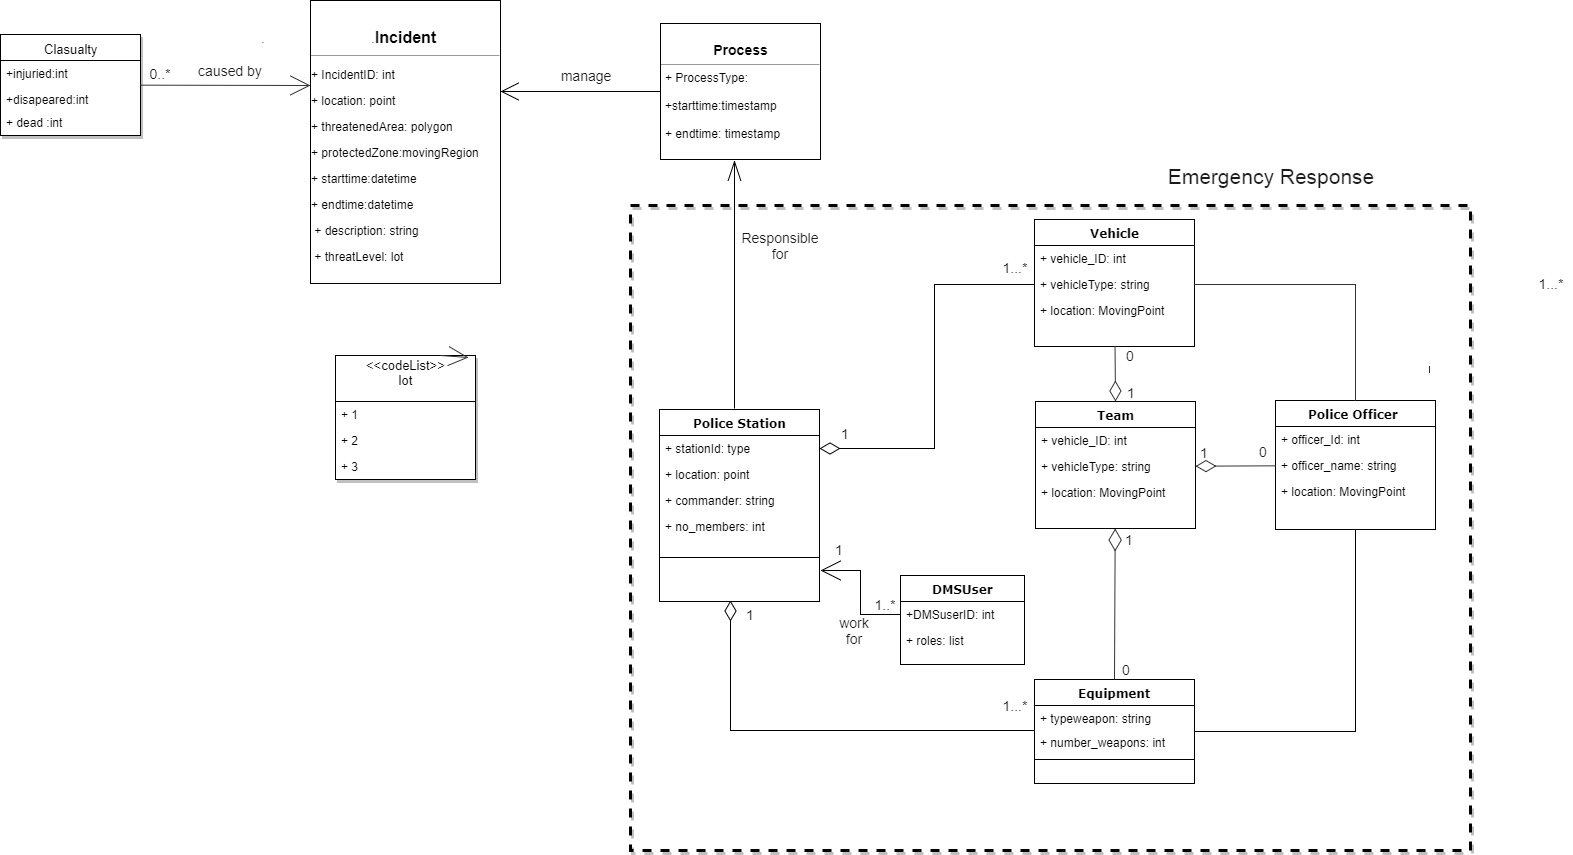 Clasualty
+injuried:int
+disapeared:int
+ dead :int
0..*
caused by
Incident
+ IncidentID: int
+ location: point
+ threatenedArea: polygon
+ protectedZone:movingRegion
+ starttime:datetime
+ endtime:datetime
+ description: string
+ threatLevel: lot
manage
Process
+ ProcessType:
+starttime:timestamp
+ endtime: timestamp
<<codeList>>
lot
+ 1
+ 2
+ 3
Emergency Response
Responsible
for
Vehicle
+ vehicle_ID: int
+ vehicleType: string
+ location: MovingPoint
1...*
1...*
0
1
Team
+ vehicle_ID: int
+ vehicleType: string
+ location: MovingPoint
1
0
Police Officer
+ officer_Id: int
+ officer_name: string
+ location: MovingPoint
Police Station
+ stationId: type
+ location: point
+ commander: string
+ no_members: int
1
1
1
1
1..*
work
for
DMSUser
+DMSuserID: int
+ roles: list
0
1...*
Equipment
+ typeweapon: string
+ number_weapons: int